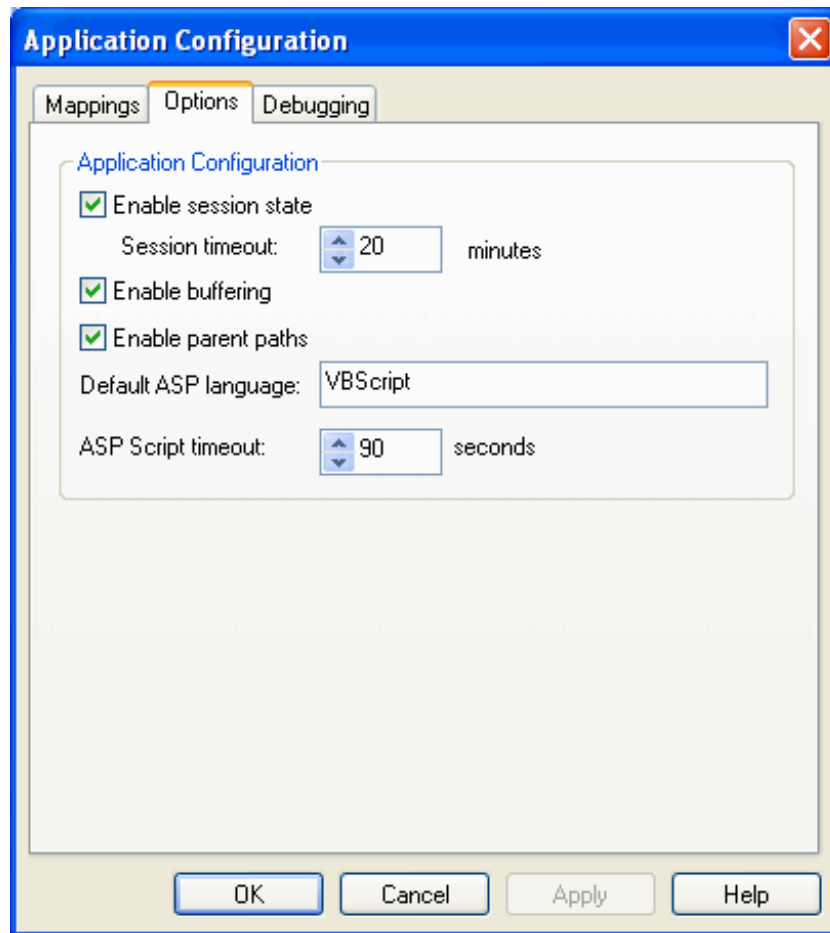 Application Configuration
Mappings Options Debugging
Application Configuration
Enable session state
Session timeout: 20 minutes
Enable buffering
Enable parent paths
Default ASP language: VBScript
ASP Script timeout: 90 seconds
OK Cancel Apply Help